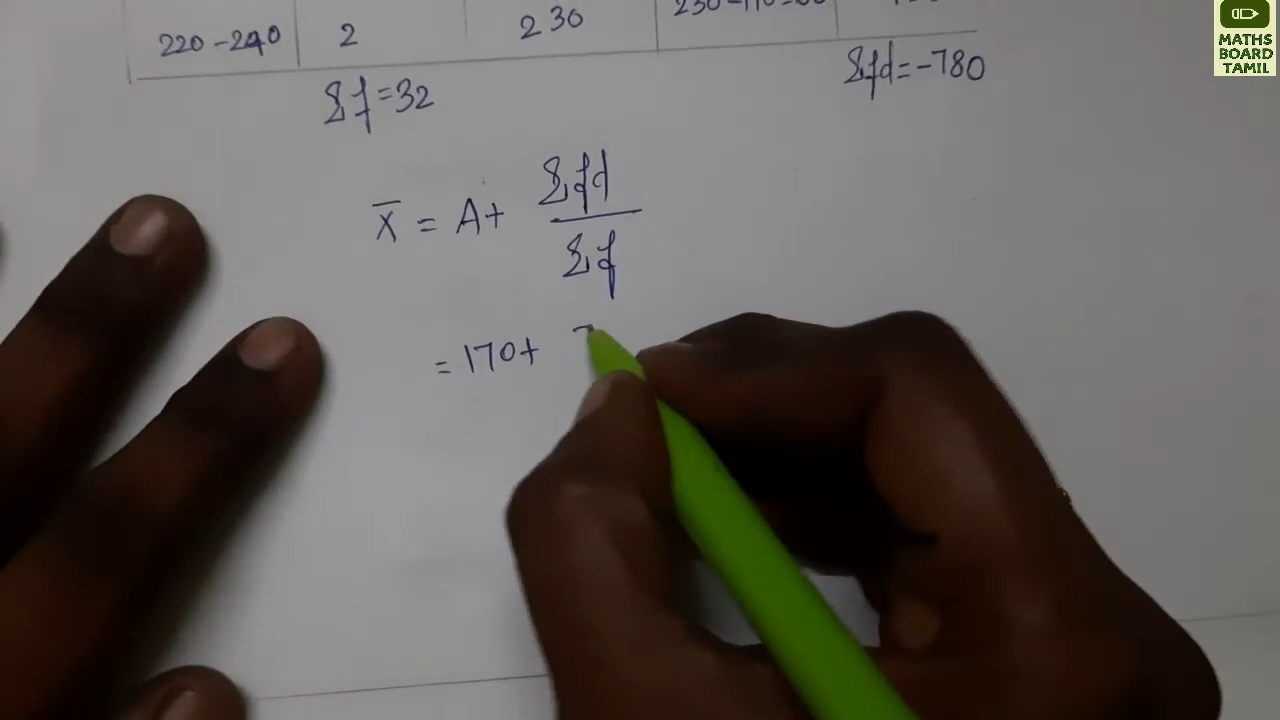 MATHS
BOARD
TAMIL
220-240 2 230
Σf=32 Σfd=-780
X̄ = A+ Σfd
Σf
=170+